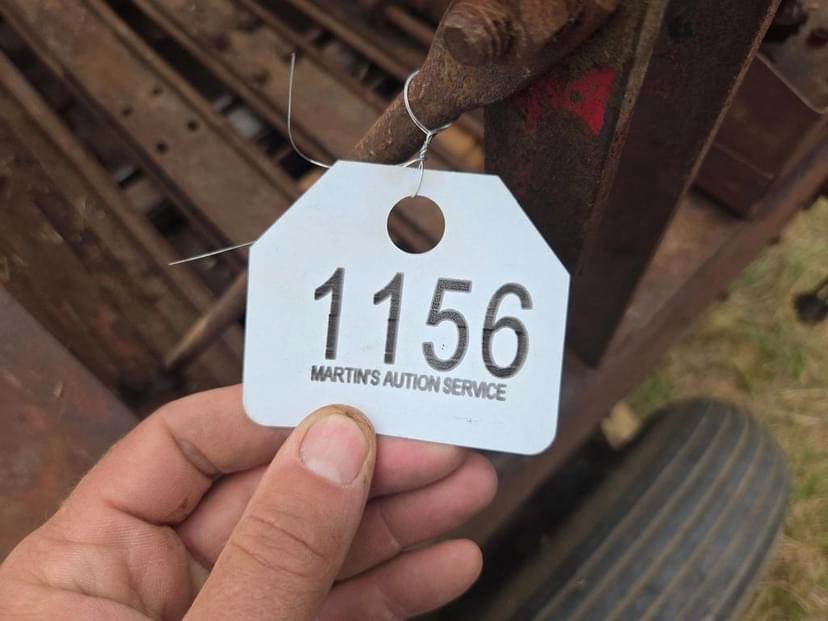 1156
MARTIN'S AUTION SERVICE